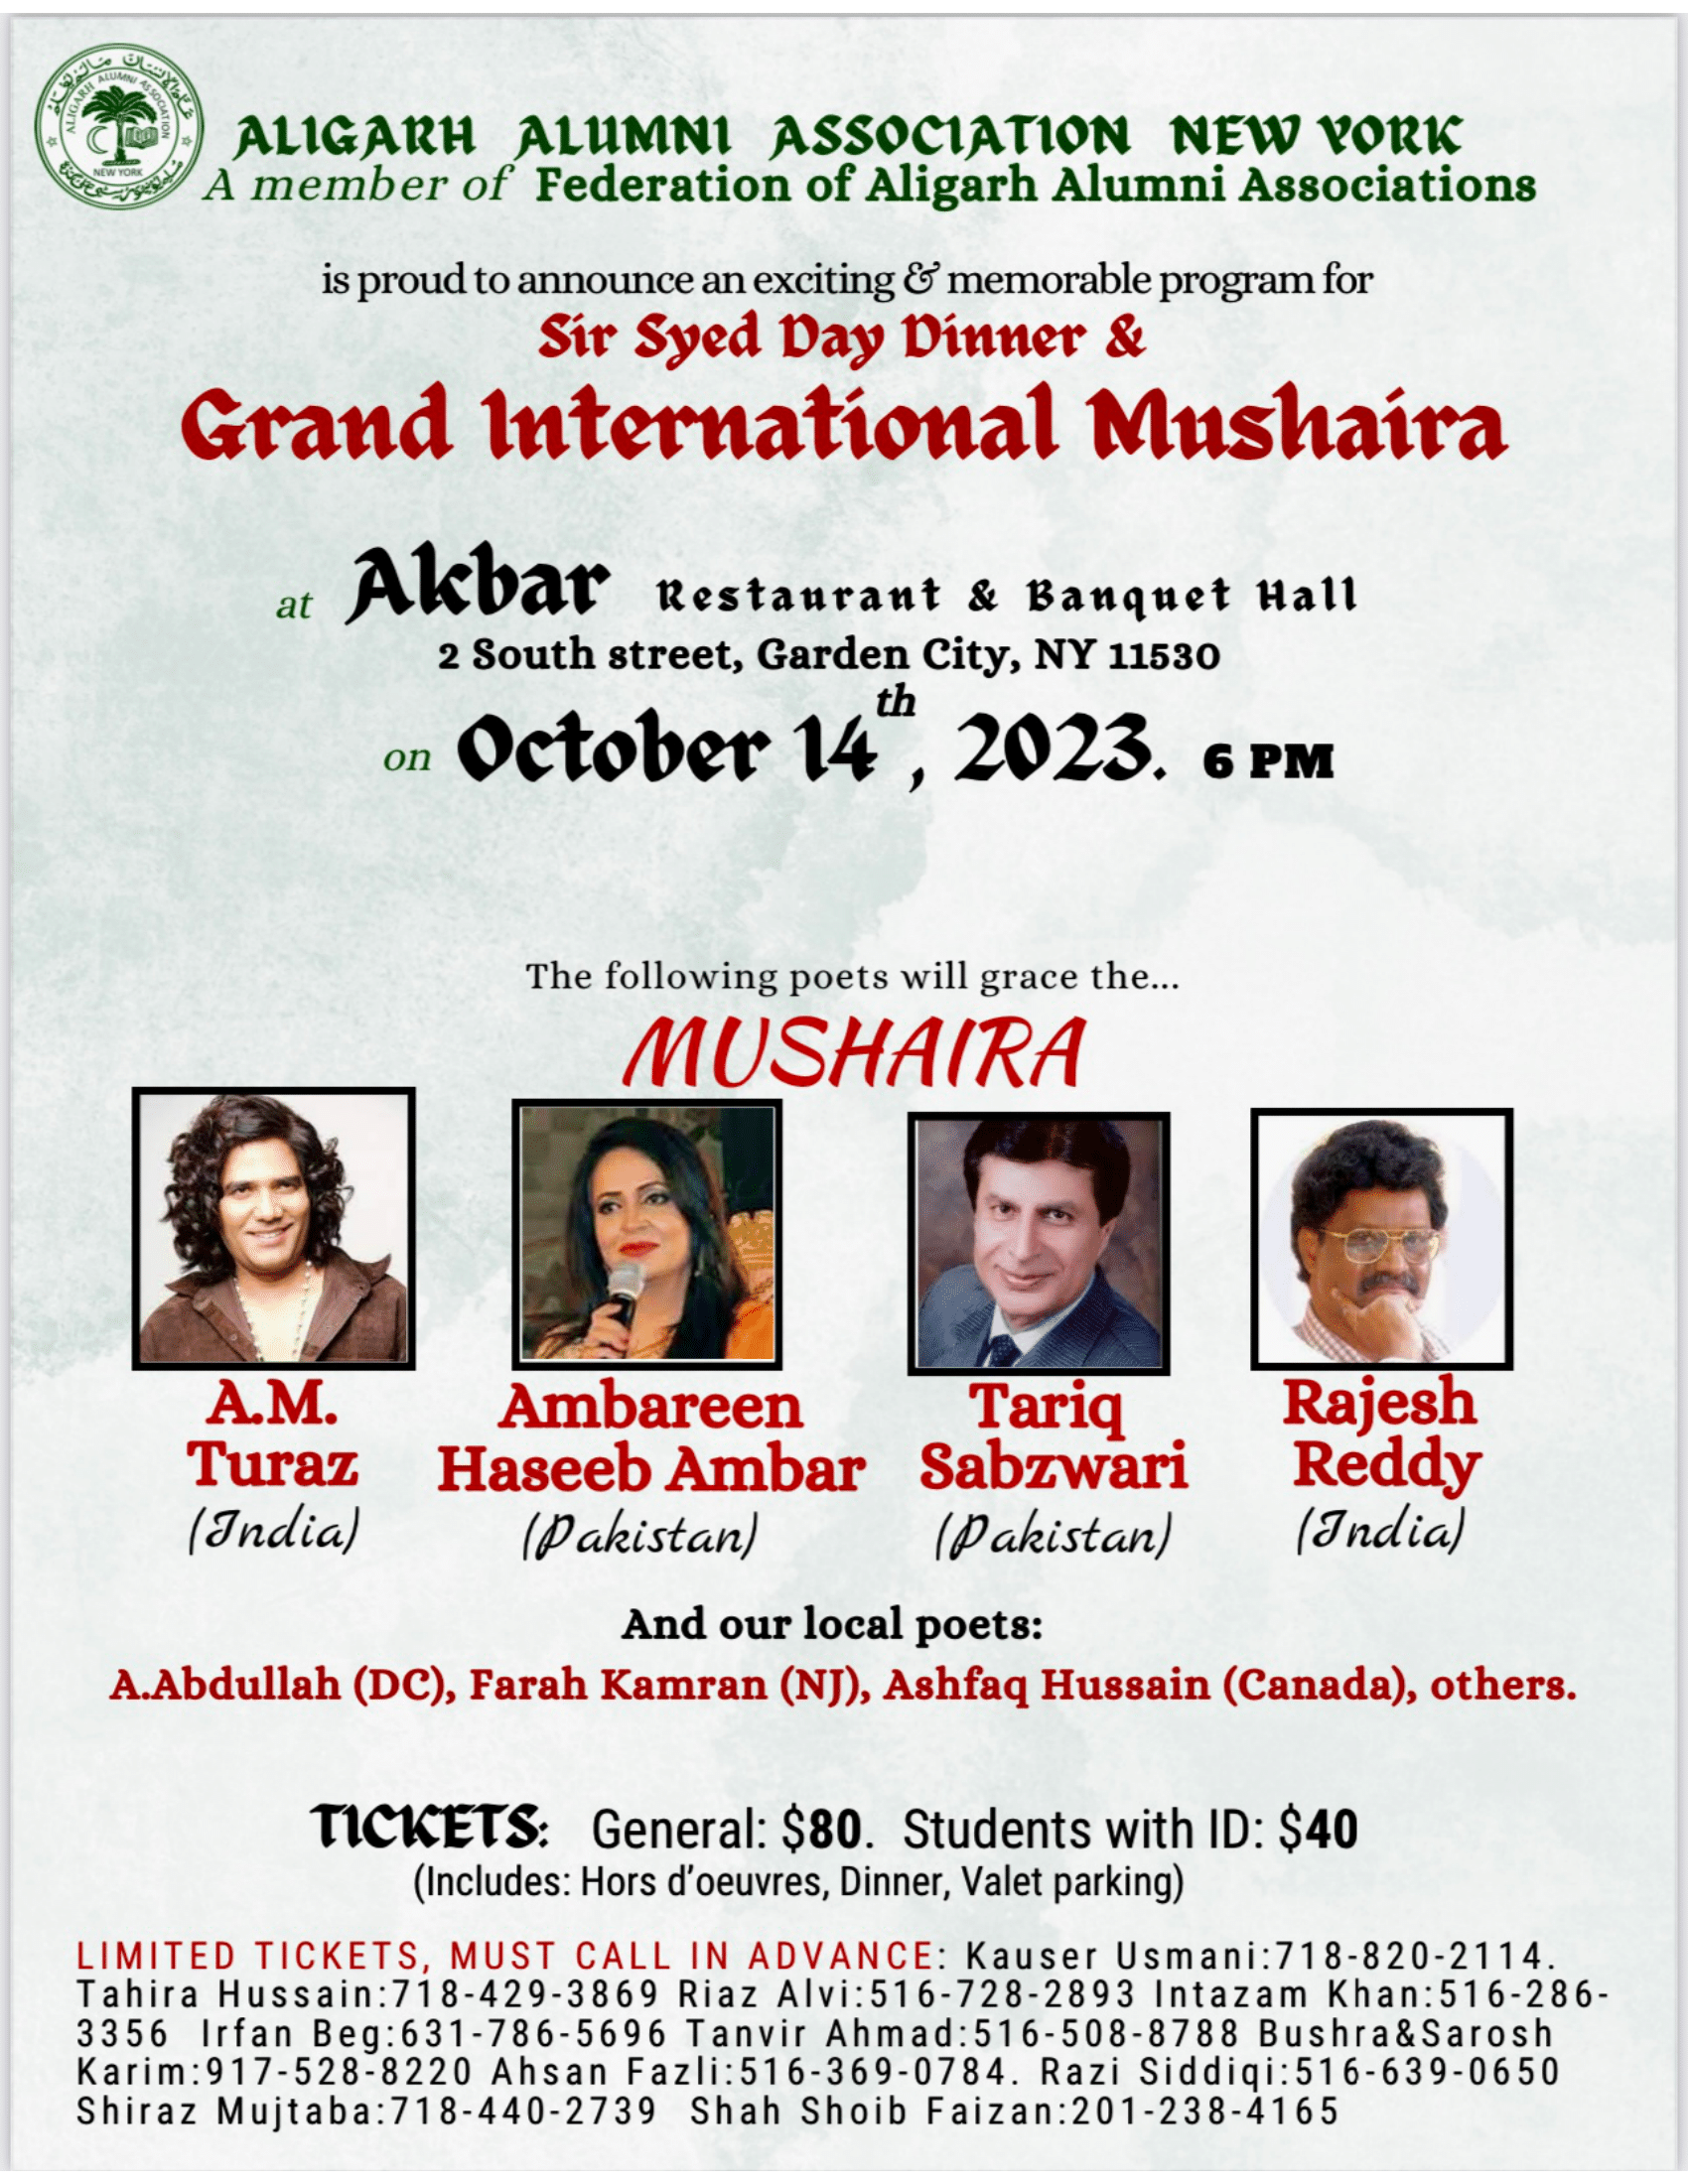 ALUMNI ASSOCIATION
ALIGARH
NEW YORK
ALIGARH ALUMNI ASSOCIATION NEW YORK
A member of Federation of Aligarh Alumni Associations
is proud to announce an exciting & memorable program for
Sir Syed Day Dinner &
Grand International Mushaira
at Akbar Restaurant & Banquet Hall
2 South street, Garden City, NY 11530
on October 14th, 2023. 6 PM
The following poets will grace the...
MUSHAIRA
A.M.
Turaz
(India)
Ambareen
Haseeb Ambar
(Pakistan)
Tariq
Sabzwari
(Pakistan)
Rajesh
Reddy
(India)
And our local poets:
A.Abdullah (DC), Farah Kamran (NJ), Ashfaq Hussain (Canada), others.
TICKETS: General: $80. Students with ID: $40
(Includes: Hors d’oeuvres, Dinner, Valet parking)
LIMITED TICKETS, MUST CALL IN ADVANCE: Kauser Usmani:718-820-2114.
Tahira Hussain:718-429-3869 Riaz Alvi:516-728-2893 Intazam Khan:516-286-
3356 Irfan Beg:631-786-5696 Tanvir Ahmad:516-508-8788 Bushra&Sarosh
Karim:917-528-8220 Ahsan Fazli:516-369-0784. Razi Siddiqi:516-639-0650
Shiraz Mujtaba:718-440-2739 Shah Shoib Faizan:201-238-4165